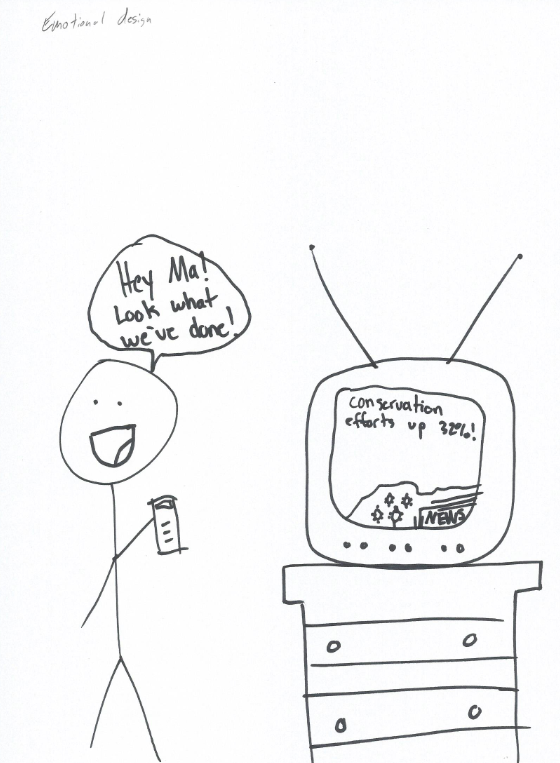 Emotional design
Hey Ma!
Look what
we've done!
conservation
efforts up 32%!
NEWS